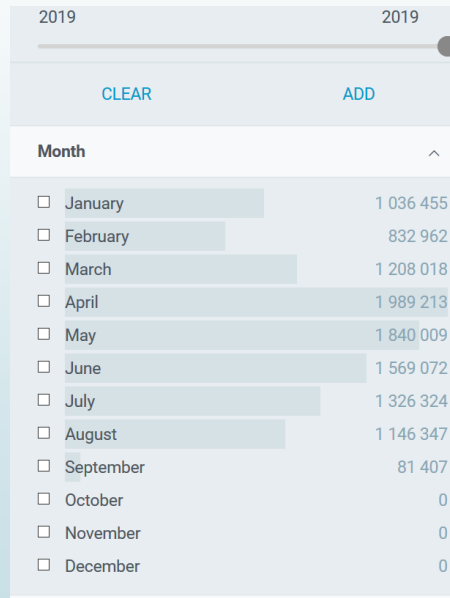 2019 2019
CLEAR ADD
Month
January 1 036 455
February 832 962
March 1 208 018
April 1 989 213
May 1 840 009
June 1 569 072
July 1 326 324
August 1 146 347
September 81 407
October 0
November 0
December 0